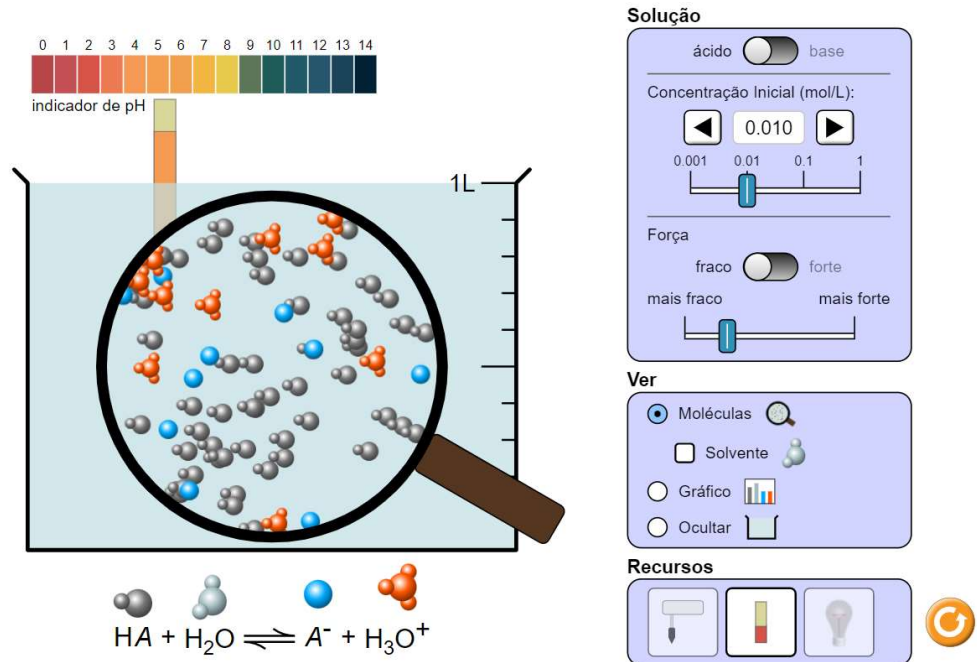 0 1 2 3 4 5 6 7 8 9 10 11 12 13 14
indicador de pH
1L
HA + H₂O ⇌ A⁻ + H₃O⁺
Solução
ácido base
Concentração Inicial (mol/L):
0.010
0.001 0.01 0.1 1
Força
fraco forte
mais fraco mais forte
Ver
Moléculas
Solvente
Gráfico
Ocultar
Recursos